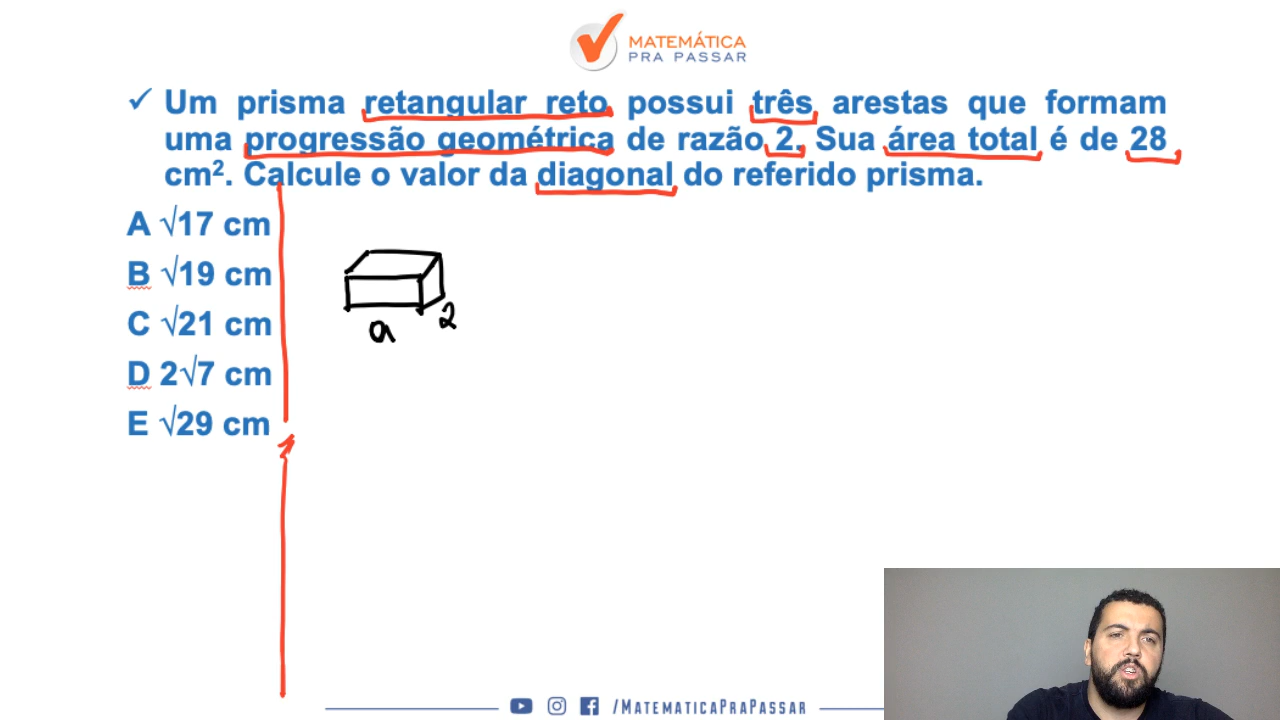 MATEMÁTICA
PRA PASSAR
Um prisma retangular reto possui três arestas que formam
uma progressão geométrica de razão 2. Sua área total é de 28
cm². Calcule o valor da diagonal do referido prisma.
A √17 cm
B √19 cm
C √21 cm
D 2√7 cm
E √29 cm
a 2
/MATEMATICAPRAPASSAR